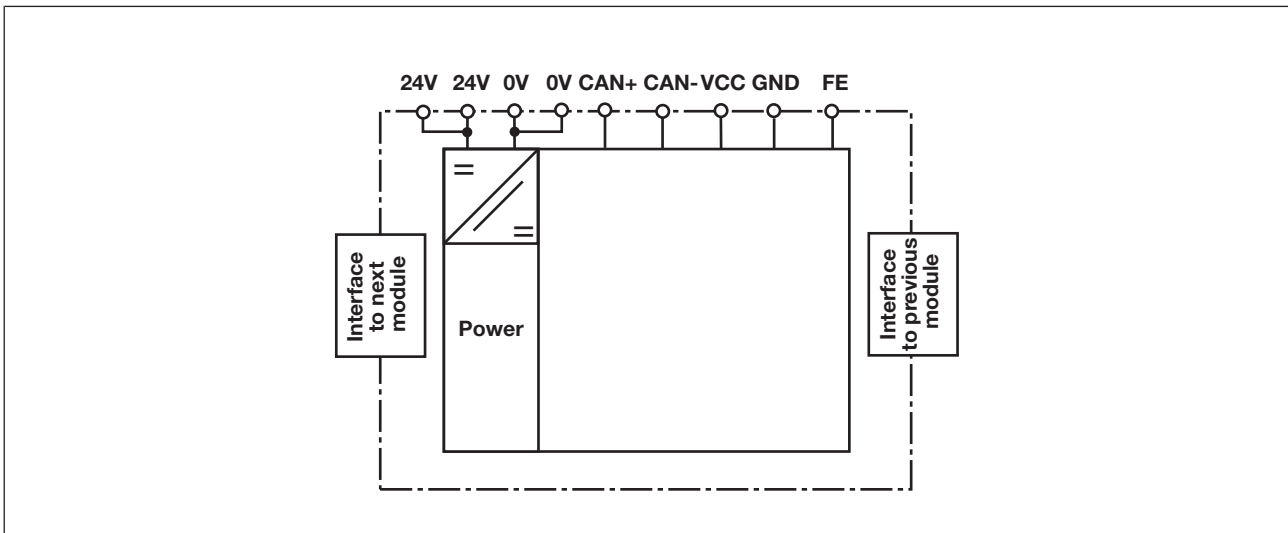 24V 24V 0V 0V CAN+ CAN- VCC GND FE
Interface
to next
module
Power
Interface
to previous
module